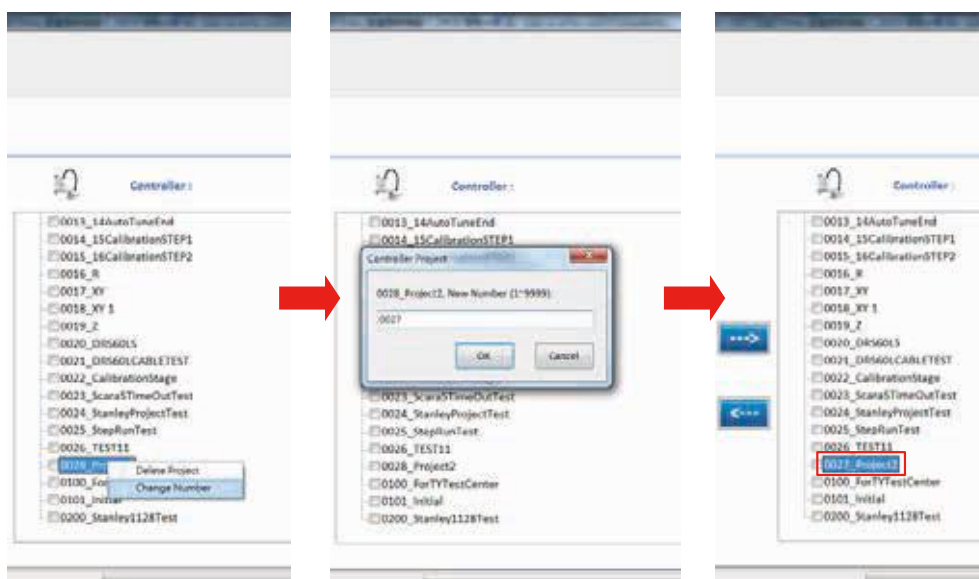 Controller :
0013_14AutoTuneEnd
0014_15CalibrationSTEP1
0015_16CalibrationSTEP2
0016_R
0017_XY
0018_XY 1
0019_Z
0020_DRS60LS
0021_DRS60LCABLETEST
0022_CalibrationStage
0023_Scara5TimeOutTest
0024_StanleyProjectTest
0025_StepRunTest
0026_TEST11
Delete Project
Change Number
0101_Initial
0200_Stanley1128Test
Controller :
0013_14AutoTuneEnd
0014_15CalibrationSTEP1
Controller Project
0028_Project2, New Number (1~9999):
0027
OK
Cancel
0023_Scara5TimeOutTest
0024_StanleyProjectTest
0025_StepRunTest
0026_TEST11
0028_Project2
0100_ForTYTestCenter
0101_Initial
0200_Stanley1128Test
Controller :
0013_14AutoTuneEnd
0014_15CalibrationSTEP1
0015_16CalibrationSTEP2
0016_R
0017_XY
0018_XY 1
0019_Z
0020_DRS60LS
0021_DRS60LCABLETEST
0022_CalibrationStage
0023_Scara5TimeOutTest
0024_StanleyProjectTest
0025_StepRunTest
0026_TEST11
0027_Project2
0100_ForTYTestCenter
0101_Initial
0200_Stanley1128Test